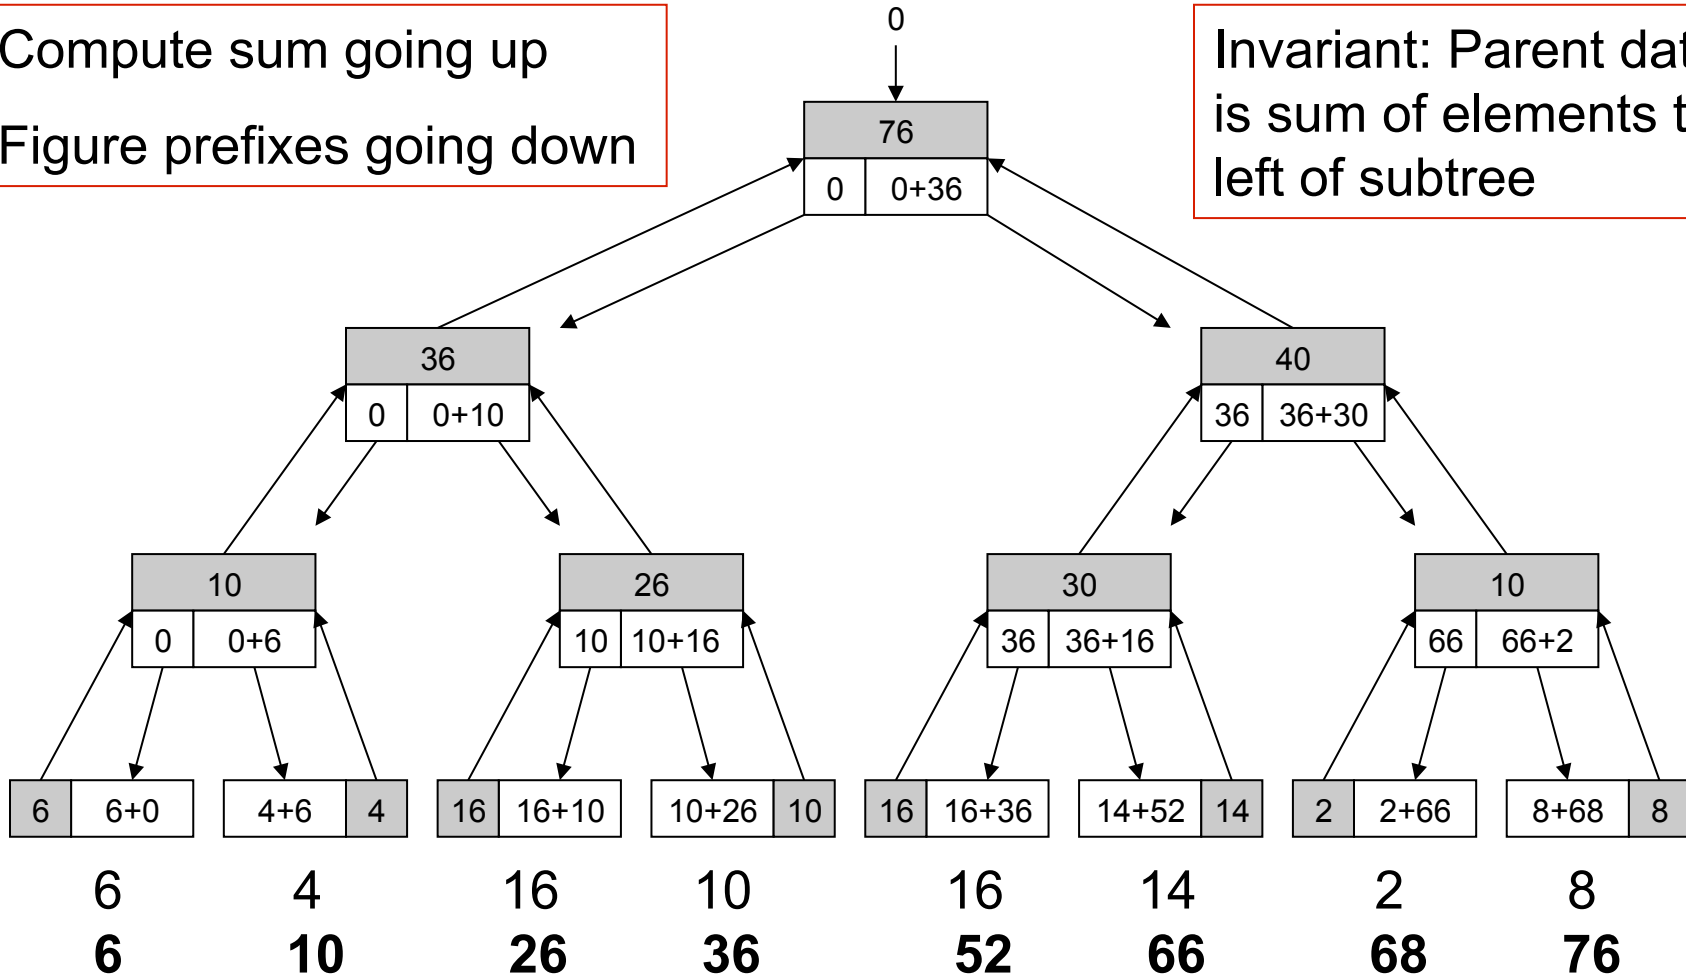 Compute sum going up
Figure prefixes going down
0
Invariant: Parent dat
is sum of elements t
left of subtree
76
0 0+36
36
0 0+10
40
36 36+30
10
0 0+6
26
10 10+16
30
36 36+16
10
66 66+2
6 6+0 4+6 4 16 16+10 10+26 10 16 16+36 14+52 14 2 2+66 8+68 8
6 4 16 10 16 14 2 8
6 10 26 36 52 66 68 76